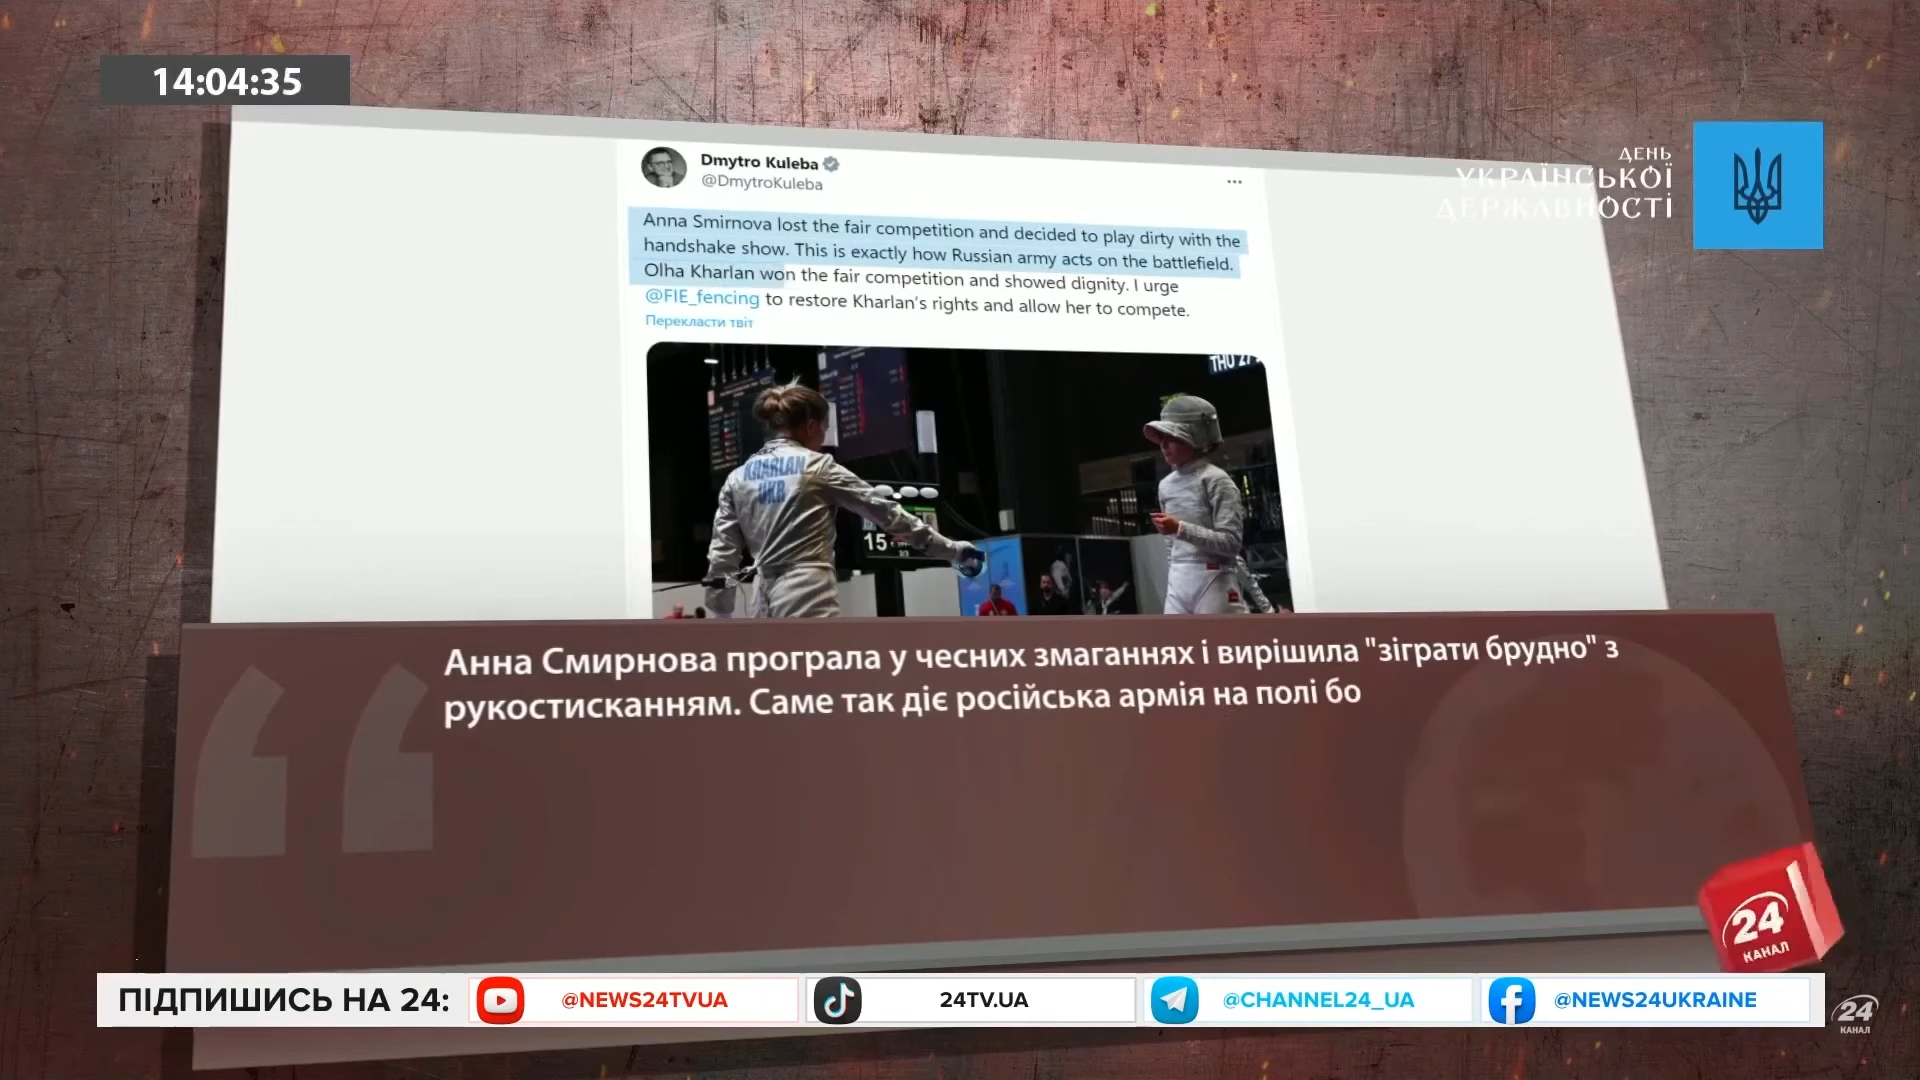 14:04:35
ДЕНЬ
УКРАЇНСЬКОЇ
ДЕРЖАВНОСТІ
Dmytro Kuleba
@DmytroKuleba
Anna Smirnova lost the fair competition and decided to play dirty with the
handshake show. This is exactly how Russian army acts on the battlefield.
Olha Kharlan won the fair competition and showed dignity. I urge
@FIE_fencing to restore Kharlan's rights and allow her to compete.
Перекласти твіт
THU 27
KHARLAN
UKR
15
Анна Смирнова програла у чесних змаганнях і вирішила "зіграти брудно" з
рукостисканням. Саме так діє російська армія на полі бо
24
КАНАЛ
ПІДПИШИСЬ НА 24:
@NEWS24TVUA
24TV.UA
@CHANNEL24_UA
@NEWS24UKRAINE
24
КАНАЛ